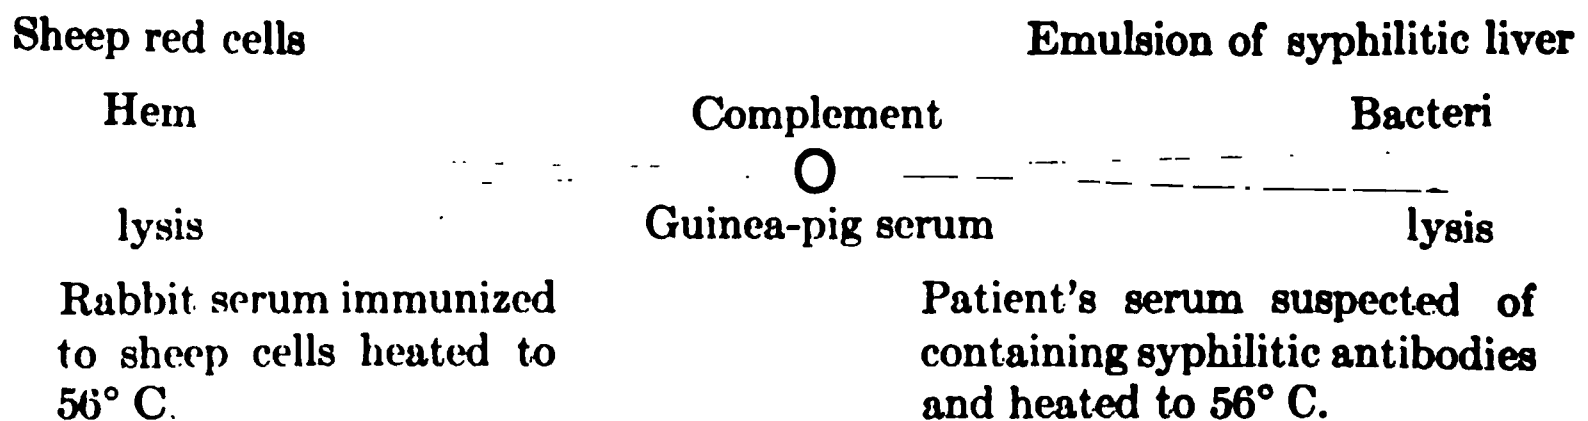 Sheep red cells
Emulsion of syphilitic liver
Hem
Complement
Bacteri
O
lysis
Guinea-pig serum
lysis
Rabbit serum immunized
to sheep cells heated to
56° C.
Patient's serum suspected of
containing syphilitic antibodies
and heated to 56° C.